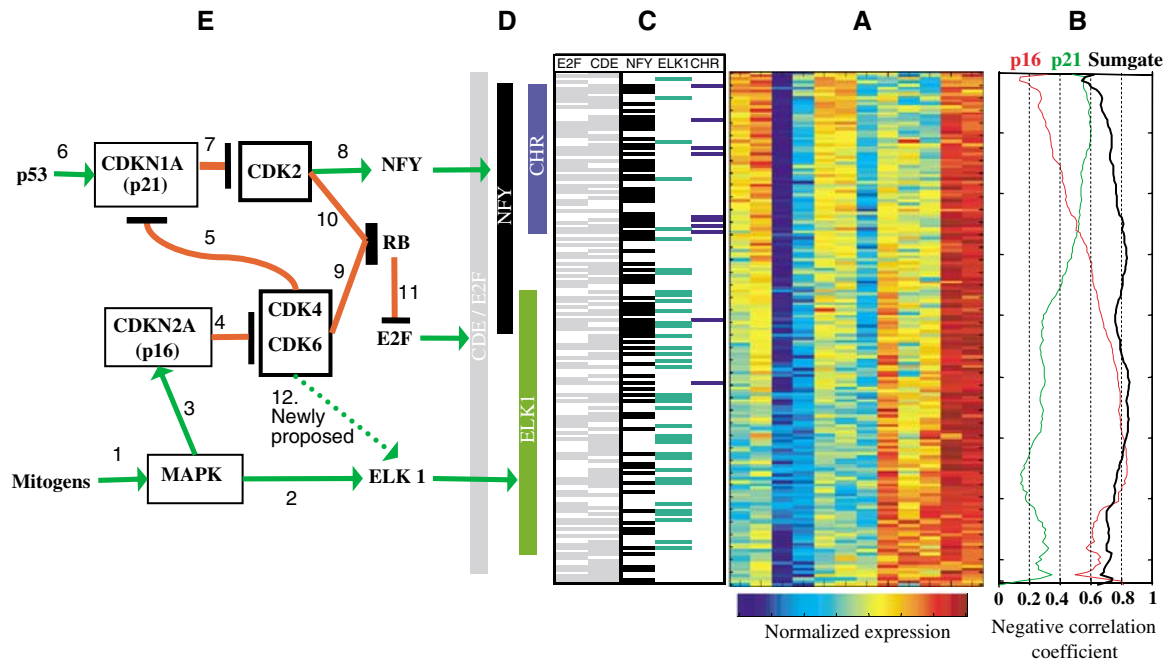 E
D
C
A
B
E2F CDE NFY ELK1 CHR
p16 p21 Sumgate
6
p53
CDKN1A
(p21)
7
CDK2
8
NFY
10
5
9
RB
11
CDKN2A
(p16)
4
CDK4
CDK6
E2F
3
12.
Newly
proposed
1
Mitogens
MAPK
2
ELK 1
CDE / E2F
NFY
CHR
ELK1
Normalized expression
0 0.2 0.4 0.6 0.8 1
Negative correlation
coefficient